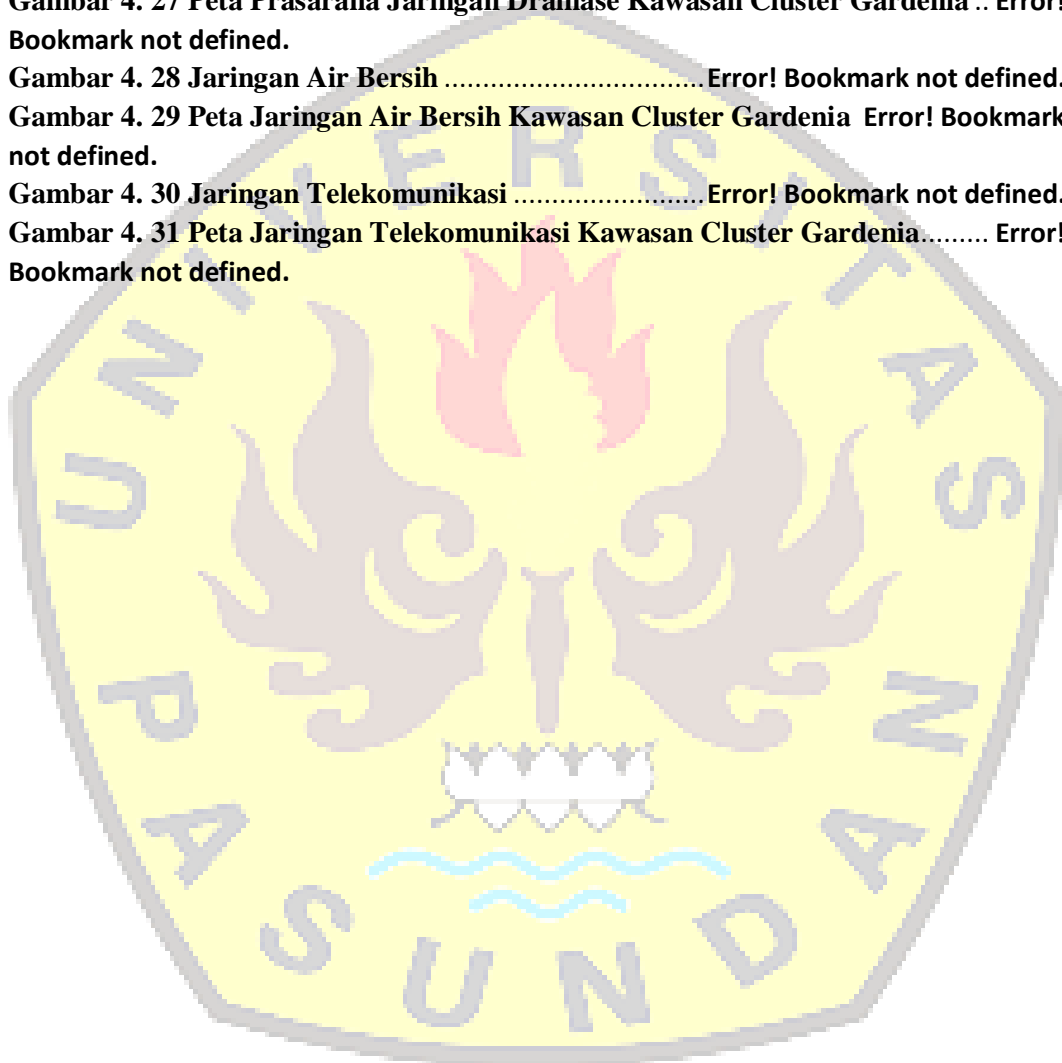 Gambar 4. 27 Peta Prasarana Jaringan Drainase Kawasan Cluster Gardenia .. Error!
Bookmark not defined.
Gambar 4. 28 Jaringan Air Bersih .................................. Error! Bookmark not defined.
Gambar 4. 29 Peta Jaringan Air Bersih Kawasan Cluster Gardenia Error! Bookmark
not defined.
Gambar 4. 30 Jaringan Telekomunikasi ......................... Error! Bookmark not defined.
Gambar 4. 31 Peta Jaringan Telekomunikasi Kawasan Cluster Gardenia......... Error!
Bookmark not defined.
UNIVERSITAS
PASUNDAN